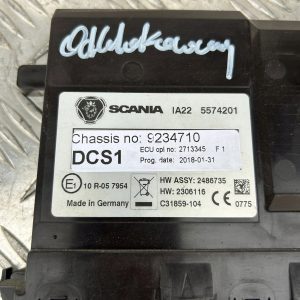 Odblokowany
SCANIA IA22 5574201
Chassis no: 9234710
DCS1 ECU cpl no: 2713345 F 1
Prog. date: 2018-01-31
E1 10 R-05 7954 HW ASSY: 2486735
HW: 2306116
Made in Germany C31859-104 CE 0775